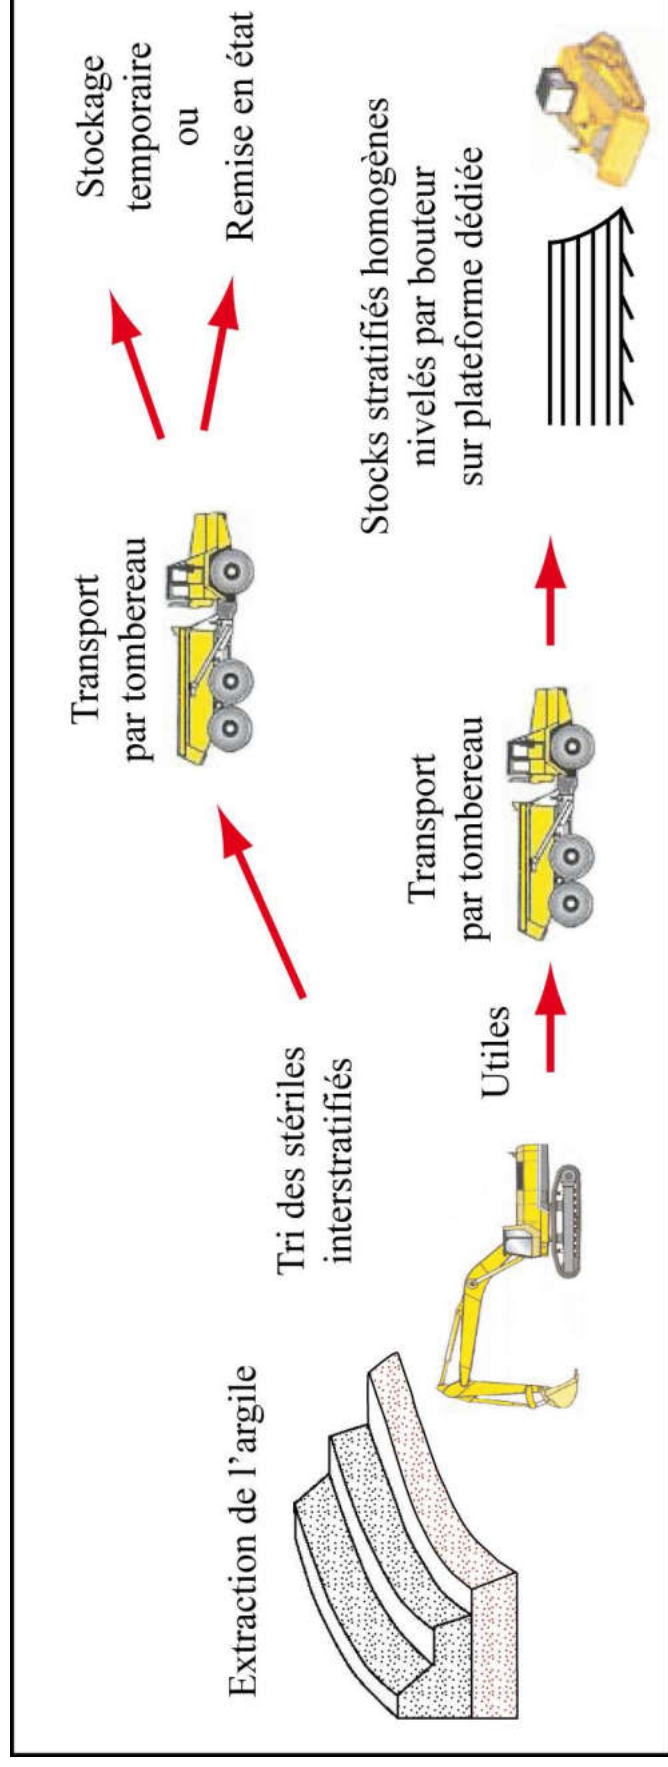 Extraction de l’argile
Tri des stériles
interstratifiés
Transport
par tombereau
Stockage
temporaire
ou
Remise en état
Utiles
Transport
par tombereau
Stocks stratifiés homogènes
nivelés par bouteur
sur plateforme dédiée